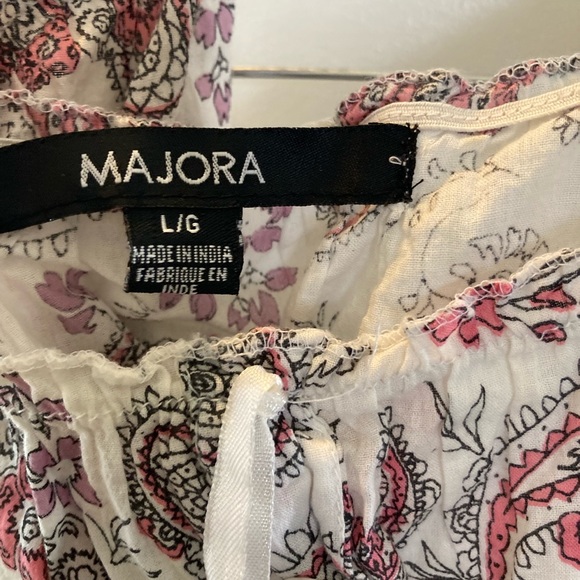 MAJORA
L/G
MADE IN INDIA
FABRIQUE EN
INDE